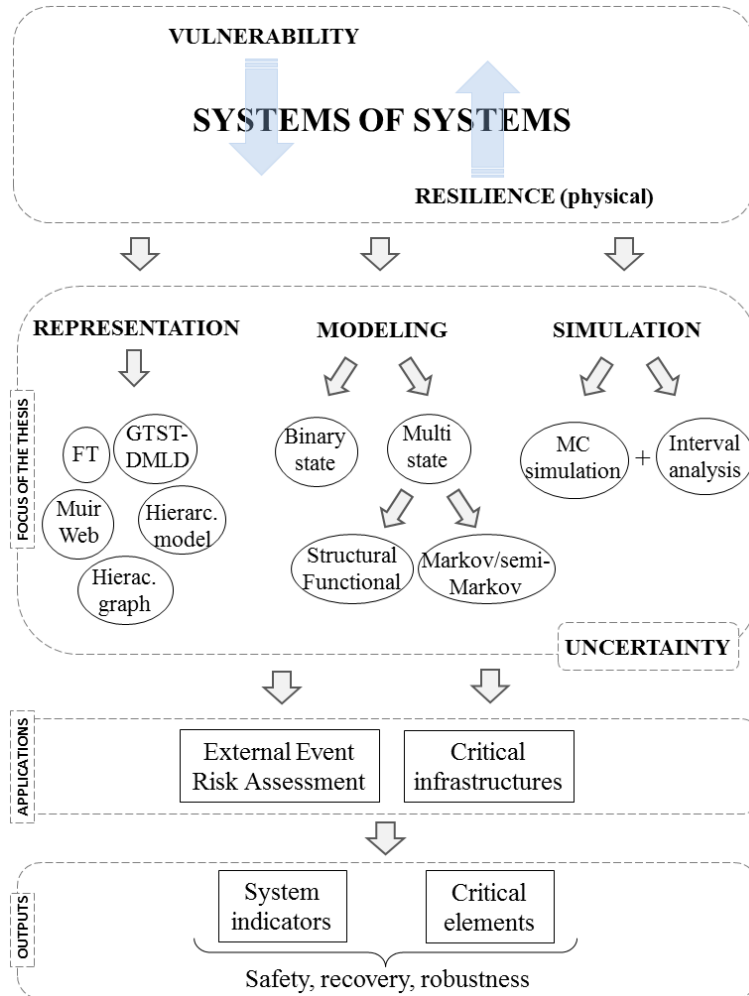 VULNERABILITY
SYSTEMS OF SYSTEMS
RESILIENCE (physical)
FOCUS OF THE THESIS
REPRESENTATION
MODELING
SIMULATION
FT
GTST-
DMLD
Muir
Web
Hierarc.
model
Hierac.
graph
Binary
state
Multi
state
Structural
Functional
Markov/semi-
Markov
MC
simulation
+
Interval
analysis
UNCERTAINTY
APPLICATIONS
External Event
Risk Assessment
Critical
infrastructures
OUTPUTS
System
indicators
Critical
elements
Safety, recovery, robustness